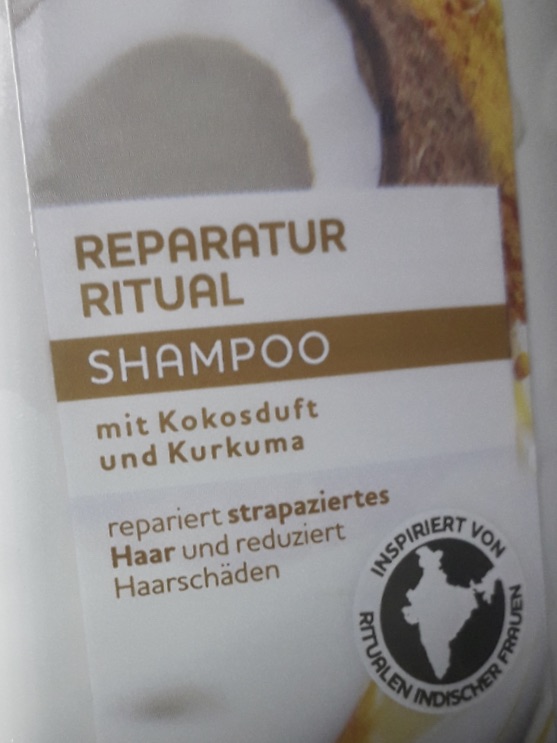 REPARATUR
RITUAL
SHAMPOO
mit Kokosduft
und Kurkuma
repariert strapaziertes
Haar und reduziert
Haarschäden
INSPIRIERT VON
RITUALEN INDISCHER FRAUEN